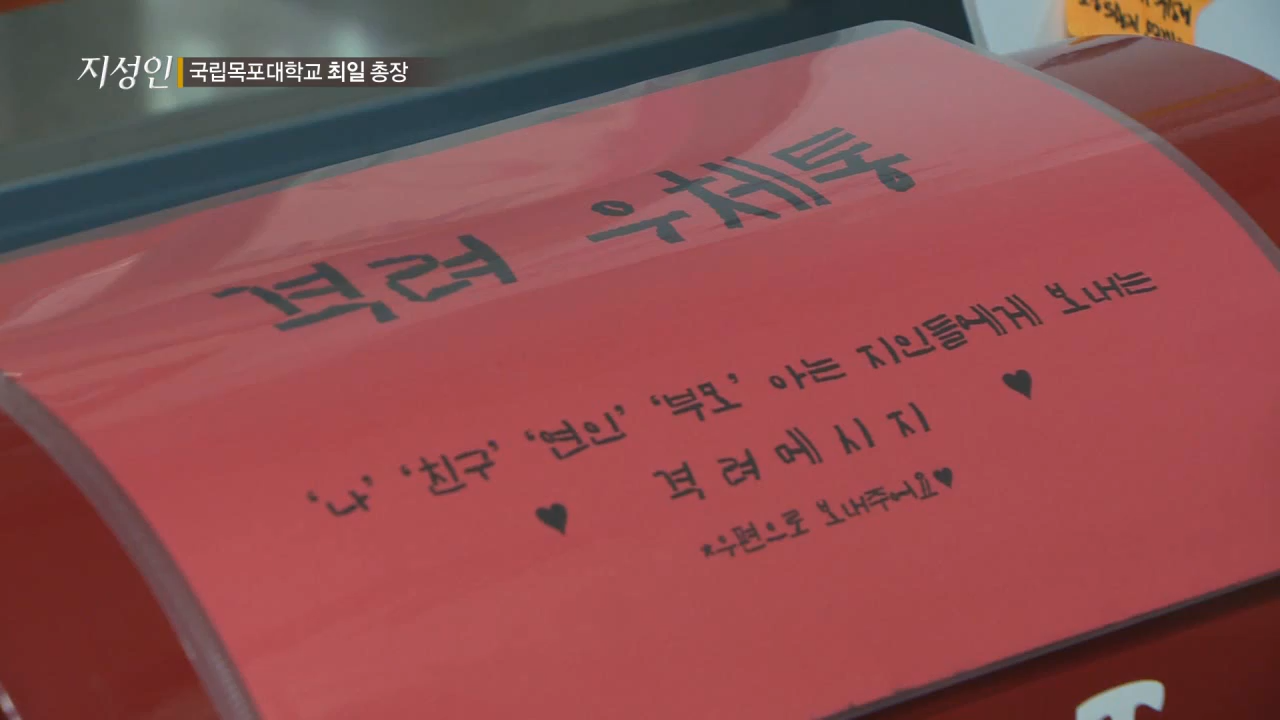 지성인 국립목포대학교 최일 총장
격려 우체통
'나' '친구' '연인' '부모' 아는 지인들에게 보내는
♥ 격려메시지 ♥
*우편으로 보내주어요♥